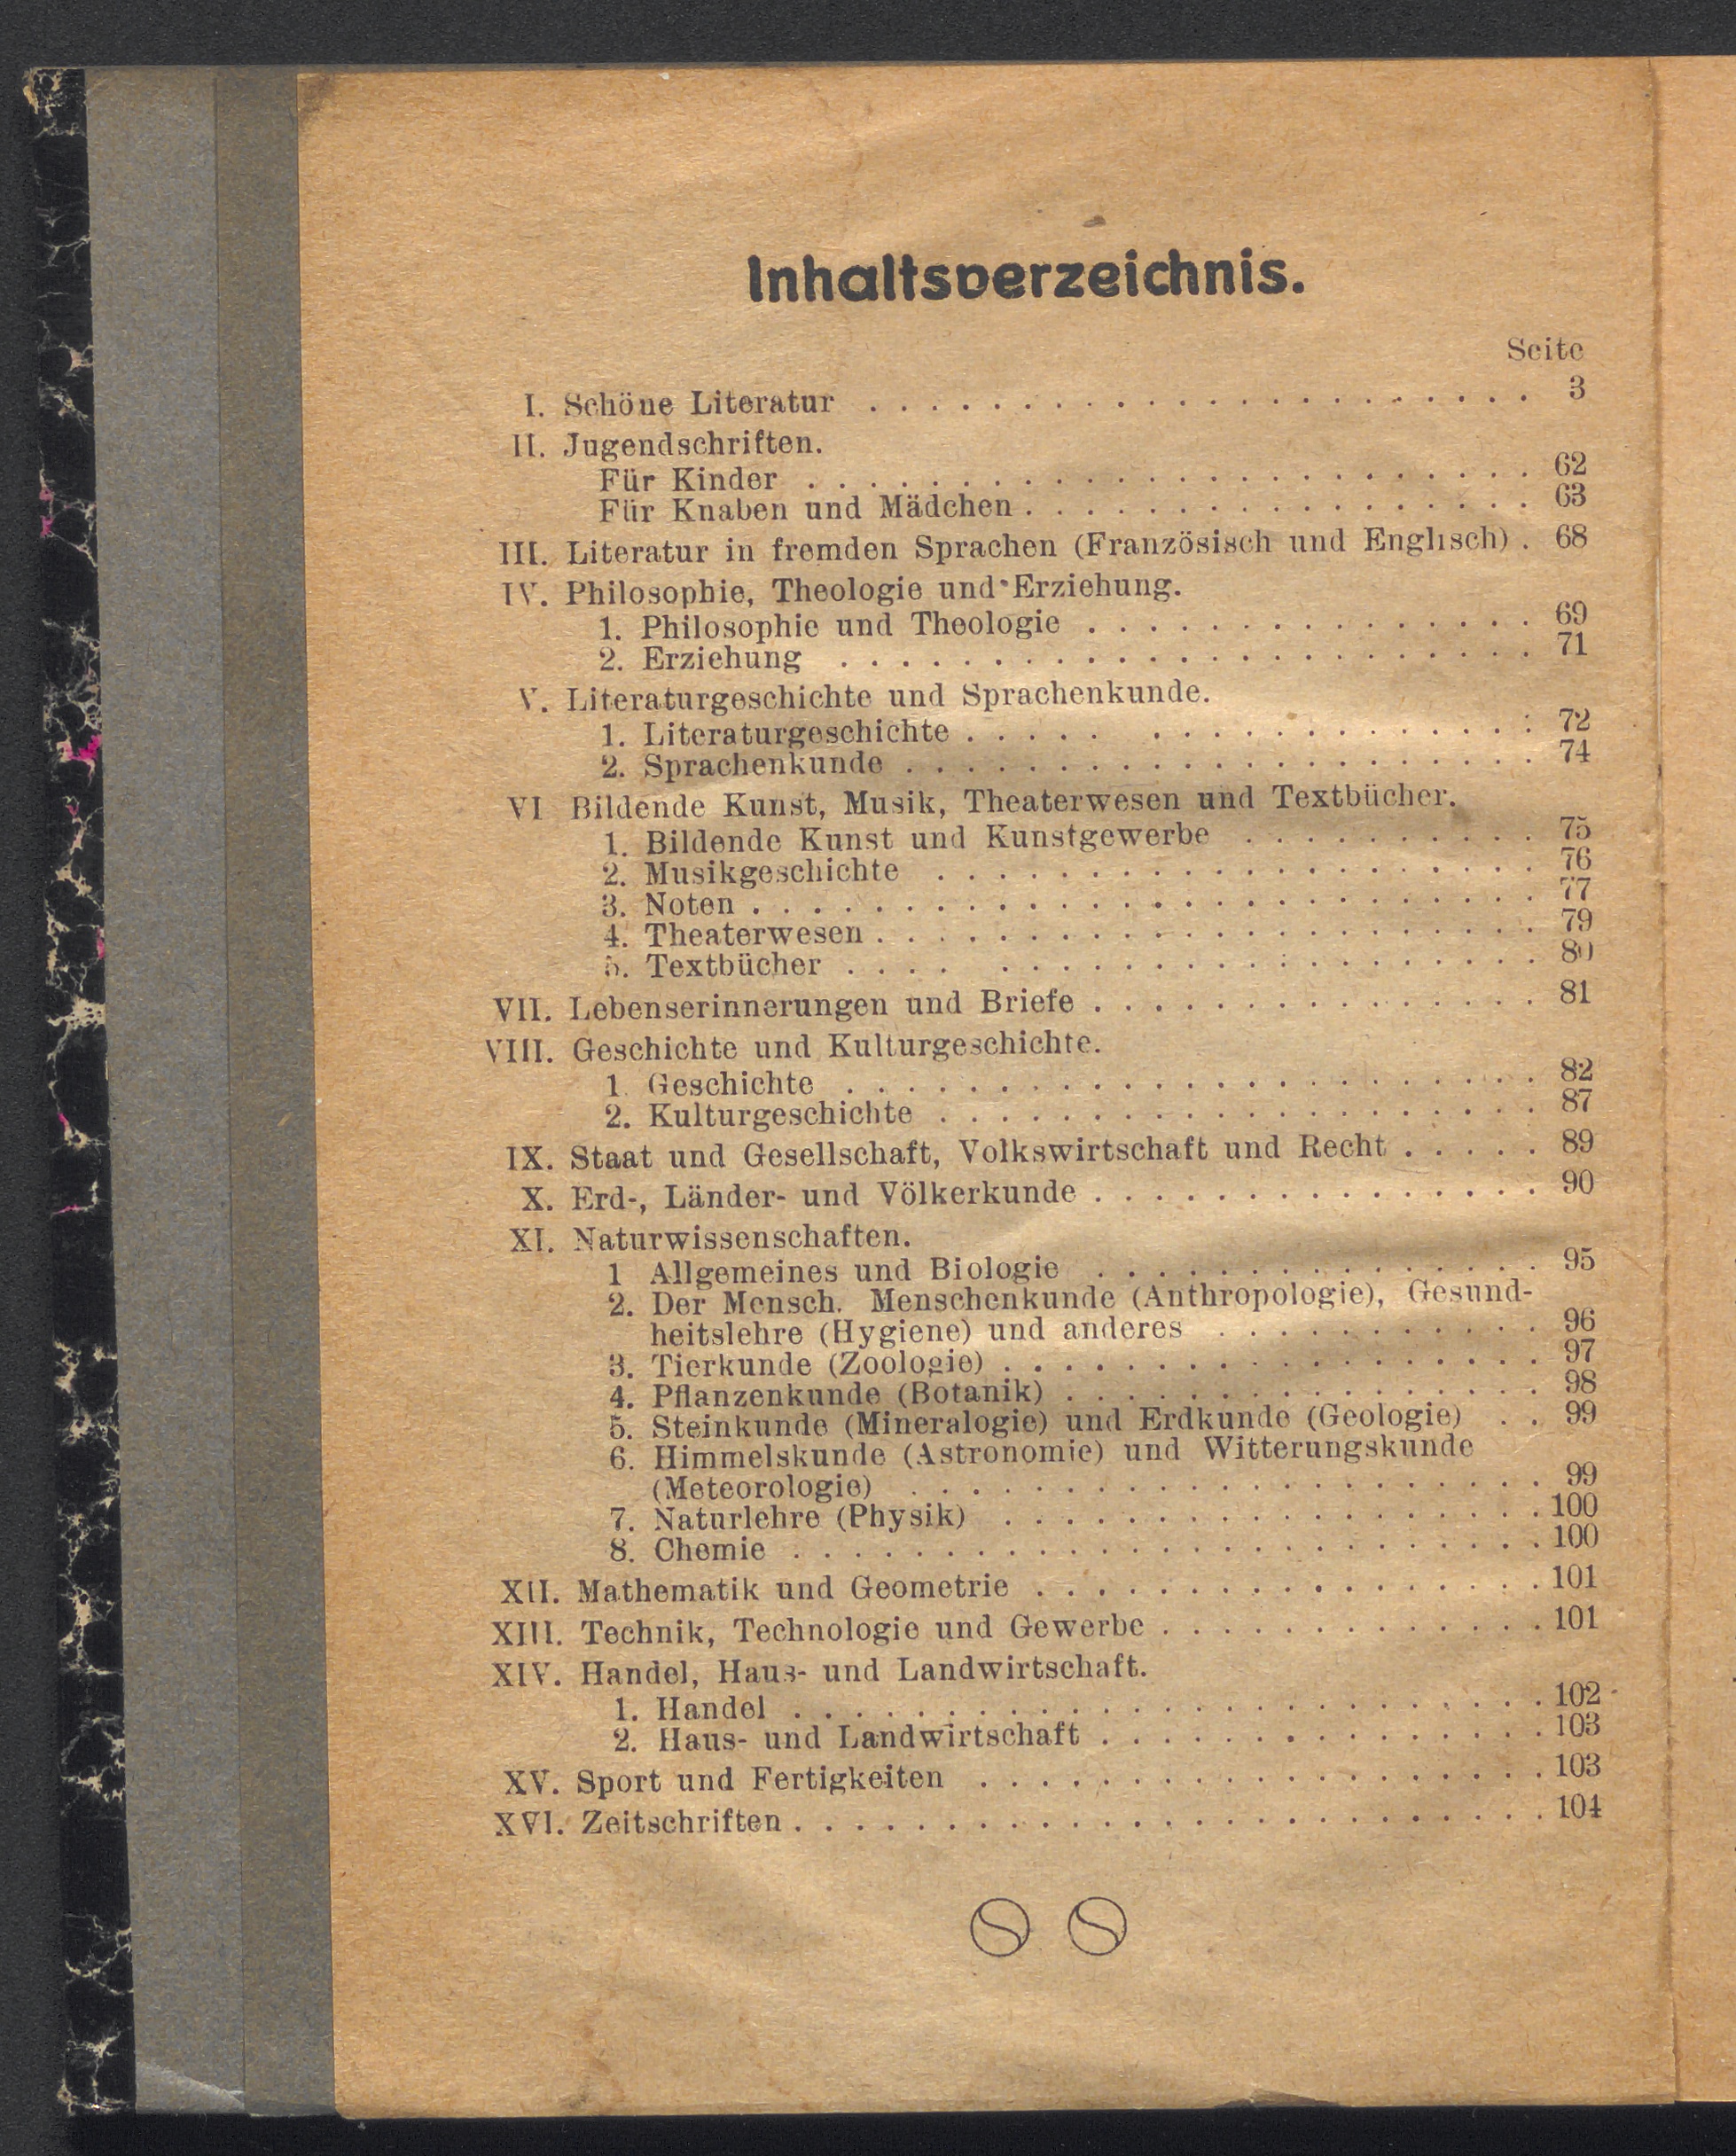 Inhaltsverzeichnis.
Seite
I. Schöne Literatur . . . . . . . . . . . . . . . . . . . . . . 3
II. Jugendschriften.
Für Kinder . . . . . . . . . . . . . . . . . . . . . . . . 62
Für Knaben und Mädchen . . . . . . . . . . . . . . . . . 63
III. Literatur in fremden Sprachen (Französisch und Englisch) . 68
IV. Philosophie, Theologie und Erziehung.
1. Philosophie und Theologie . . . . . . . . . . . . . . . 69
2. Erziehung . . . . . . . . . . . . . . . . . . . . . . . 71
V. Literaturgeschichte und Sprachenkunde.
1. Literaturgeschichte . . . . . . . . . . . . . . . . . . 72
2. Sprachenkunde . . . . . . . . . . . . . . . . . . . . . 74
VI Bildende Kunst, Musik, Theaterwesen und Textbücher.
1. Bildende Kunst und Kunstgewerbe . . . . . . . . . . 75
2. Musikgeschichte . . . . . . . . . . . . . . . . . . . . 76
3. Noten . . . . . . . . . . . . . . . . . . . . . . . . . . 77
4. Theaterwesen . . . . . . . . . . . . . . . . . . . . . . 79
5. Textbücher . . . . . . . . . . . . . . . . . . . . . . 80
VII. Lebenserinnerungen und Briefe . . . . . . . . . . . . . . . 81
VIII. Geschichte und Kulturgeschichte.
1. Geschichte . . . . . . . . . . . . . . . . . . . . . . . 82
2. Kulturgeschichte . . . . . . . . . . . . . . . . . . . . 87
IX. Staat und Gesellschaft, Volkswirtschaft und Recht . . . . . 89
X. Erd-, Länder- und Völkerkunde . . . . . . . . . . . . . . . 90
XI. Naturwissenschaften.
1 Allgemeines und Biologie . . . . . . . . . . . . . . . 95
2. Der Mensch. Menschenkunde (Anthropologie), Gesund-
heitslehre (Hygiene) und anderes . . . . . . . . . . . 96
3. Tierkunde (Zoologie) . . . . . . . . . . . . . . . . . . 97
4. Pflanzenkunde (Botanik) . . . . . . . . . . . . . . . . 98
5. Steinkunde (Mineralogie) und Erdkunde (Geologie) . . 99
6. Himmelskunde (Astronomie) und Witterungskunde
(Meteorologie) . . . . . . . . . . . . . . . . . . . . . 99
7. Naturlehre (Physik) . . . . . . . . . . . . . . . . . . 100
8. Chemie . . . . . . . . . . . . . . . . . . . . . . . . . 100
XII. Mathematik und Geometrie . . . . . . . . . . . . . . . . . 101
XIII. Technik, Technologie und Gewerbe . . . . . . . . . . . . . 101
XIV. Handel, Haus- und Landwirtschaft.
1. Handel . . . . . . . . . . . . . . . . . . . . . . . . . 102
2. Haus- und Landwirtschaft . . . . . . . . . . . . . . . 103
XV. Sport und Fertigkeiten . . . . . . . . . . . . . . . . . . . 103
XVI. Zeitschriften . . . . . . . . . . . . . . . . . . . . . . . . . 104